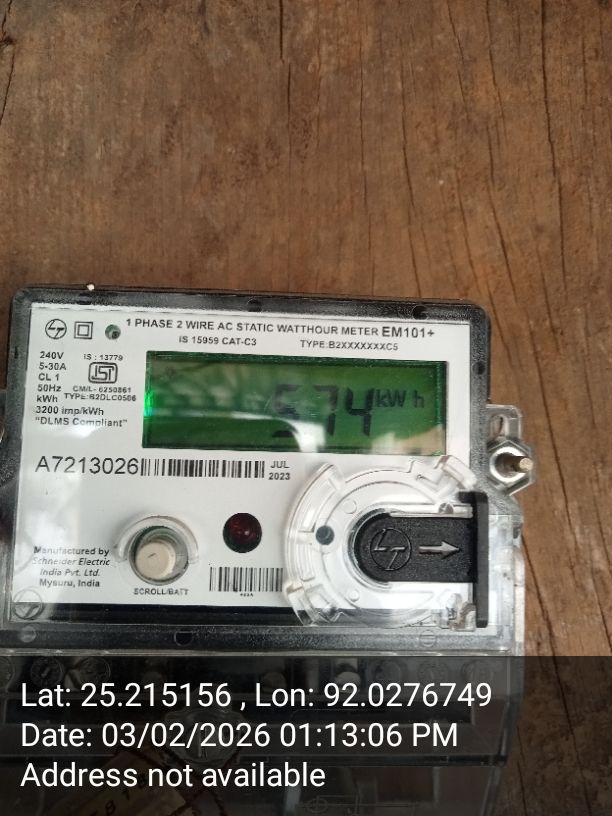 1 PHASE 2 WIRE AC STATIC WATTHOUR METER EM101+
IS 15959 CAT-C3 TYPE:B2XXXXXXXC5
240V
5-30A
CL 1
50Hz
kWh
3200 imp/kWh
"DLMS Compliant"
IS : 13779
CM/L- 6250861
TYPE:B2DLC0506
574 kWh
A7213026
JUL
2023
Manufactured by
Schneider Electric
India Pvt. Ltd.
Mysuru, India
SCROLL/BATT
Lat: 25.215156 , Lon: 92.0276749
Date: 03/02/2026 01:13:06 PM
Address not available